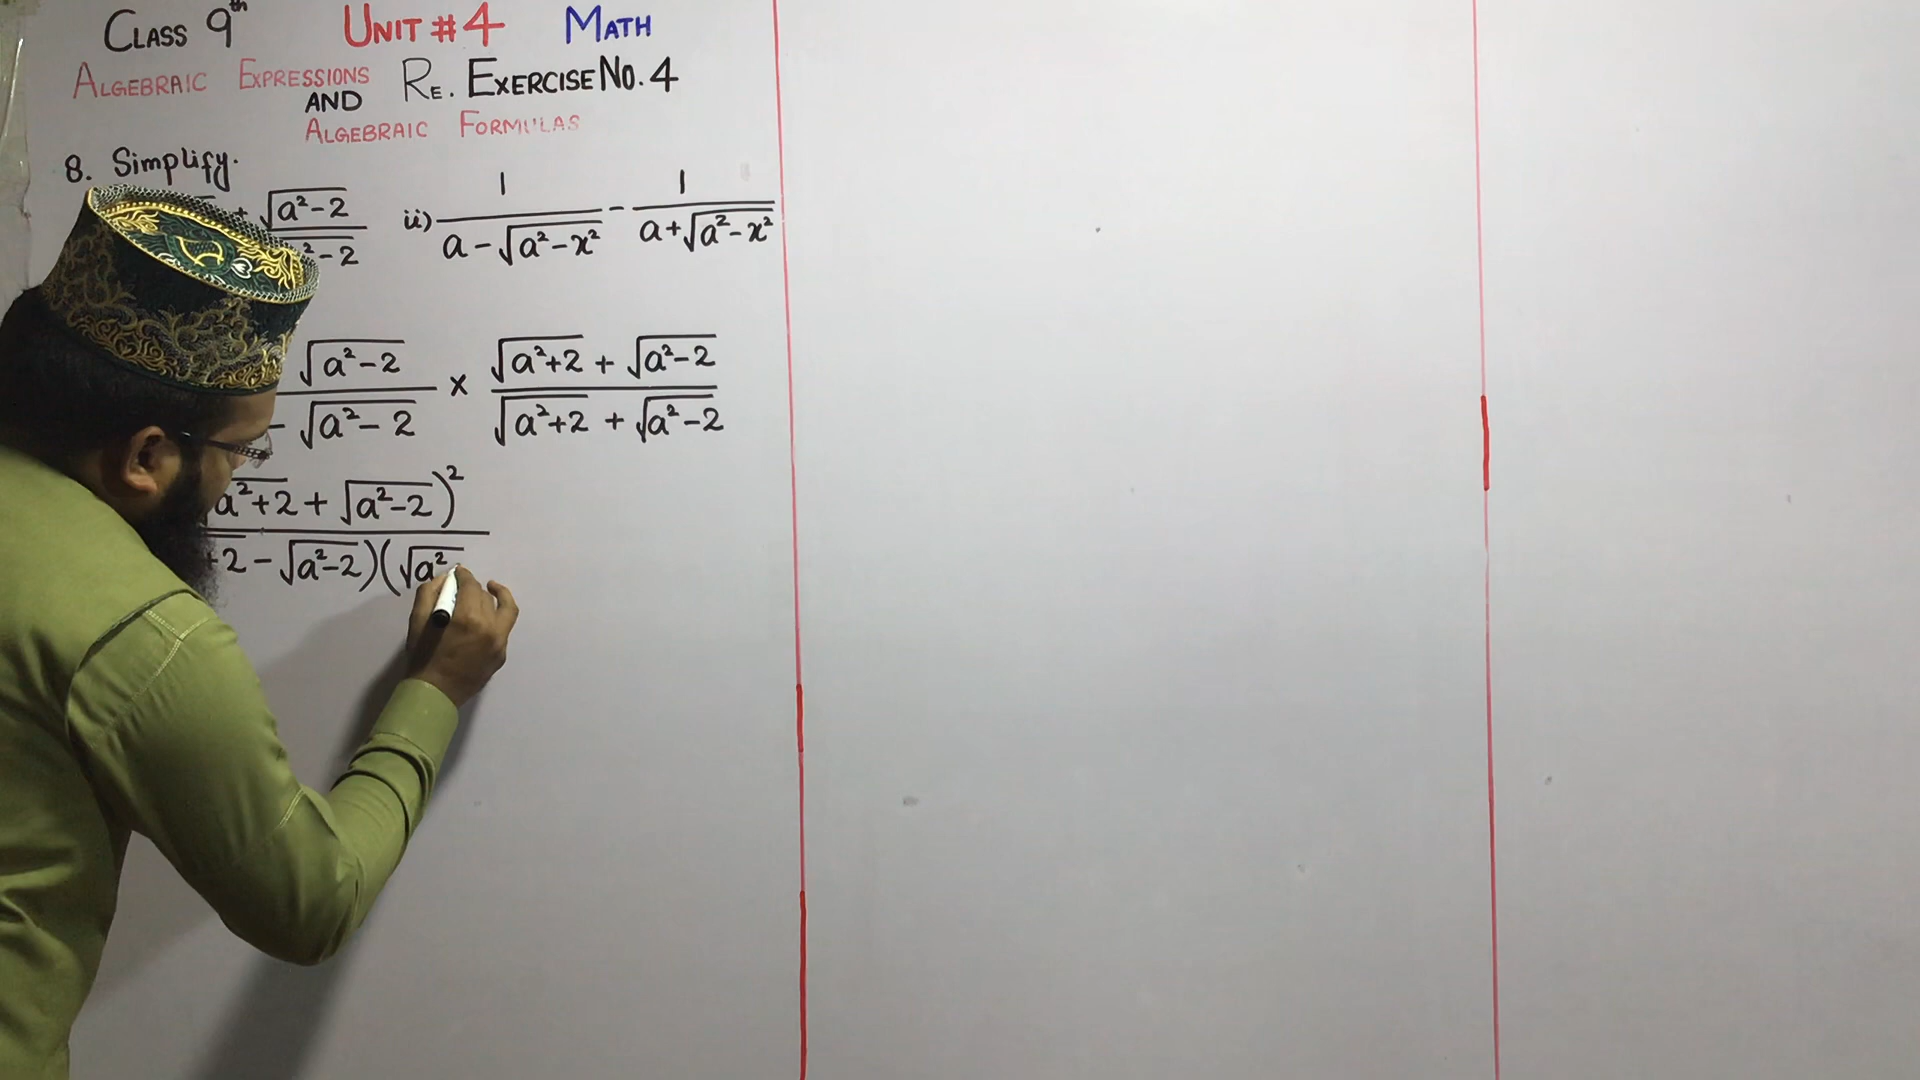 CLASS 9th UNIT #4 MATH
ALGEBRAIC EXPRESSIONS RE. EXERCISE NO. 4
AND
ALGEBRAIC FORMULAS
8. Simplify.
+ √(a²-2) / ²-2   ii) 1 / (a-√(a²-x²)) - 1 / (a+√(a²-x²))
√(a²-2) / -√(a²-2) × (√(a²+2) + √(a²-2)) / (√(a²+2) + √(a²-2))
a²+2 + √(a²-2))²
+2 - √(a²-2))(√a²